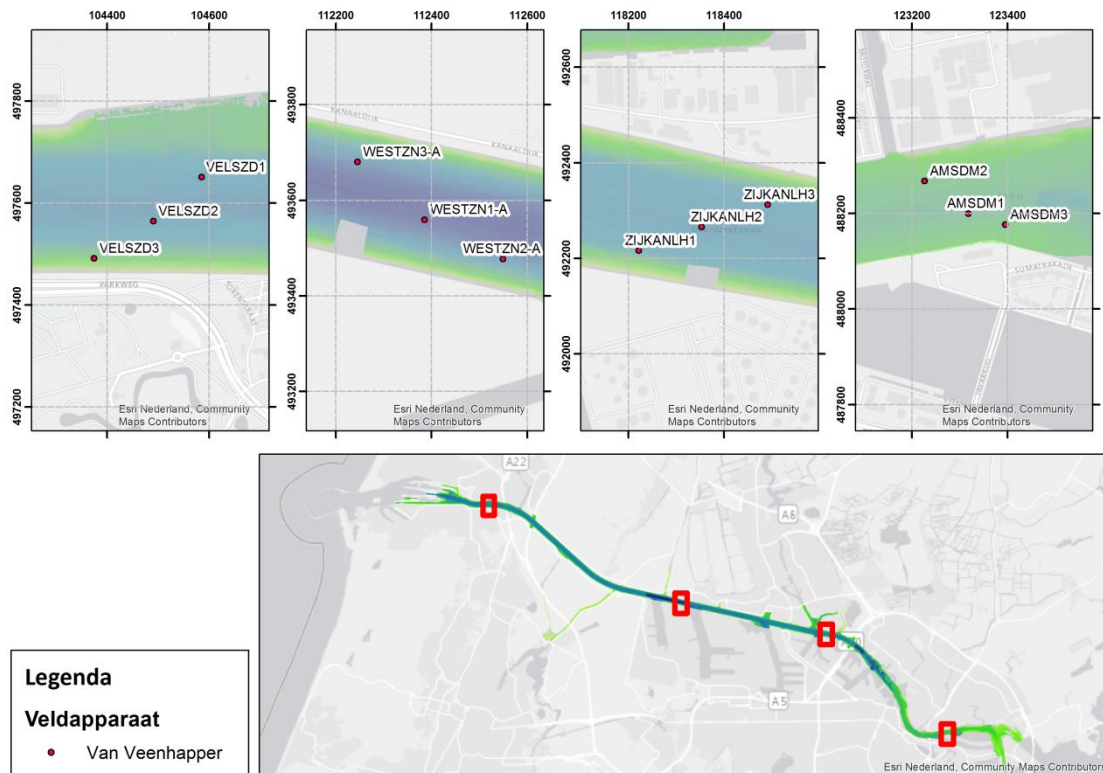 104400
104600
497800
497600
497400
497200
VELSZD1
VELSZD2
VELSZD3
PARKWEG
Esri Nederland, Community
Maps Contributors
112200
112400
112600
493800
493600
493400
493200
KANAALDIJK
KANAALDIJK
WESTZN3-A
WESTZN1-A
WESTZN2-A
Esri Nederland, Community
Maps Contributors
118200
118400
492600
492400
492200
492000
ZIJKANLH3
ZIJKANLH2
ZIJKANLH1
Esri Nederland, Community
Maps Contributors
123200
123400
488400
488200
488000
487800
AMSDM2
AMSDM1
AMSDM3
SUMATRAKADE
Esri Nederland, Community
Maps Contributors
A22
A8
A5
Esri Nederland, Community Maps Contributors
Legenda
Veldapparaat
Van Veenhapper